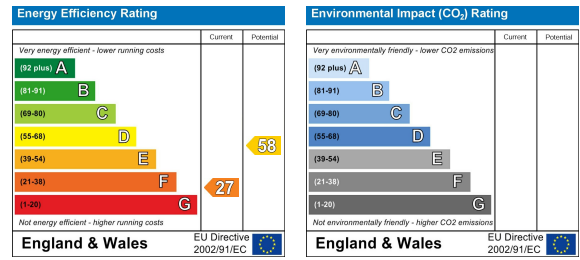 Energy Efficiency Rating
Current Potential
Very energy efficient - lower running costs
(92 plus) A
(81-91) B
(69-80) C
(55-68) D
(39-54) E
(21-38) F
(1-20) G
58
27
Not energy efficient - higher running costs
England & Wales
EU Directive
2002/91/EC
Environmental Impact (CO₂) Rating
Current Potential
Very environmentally friendly - lower CO2 emissions
(92 plus) A
(81-91) B
(69-80) C
(55-68) D
(39-54) E
(21-38) F
(1-20) G
Not environmentally friendly - higher CO2 emissions
England & Wales
EU Directive
2002/91/EC